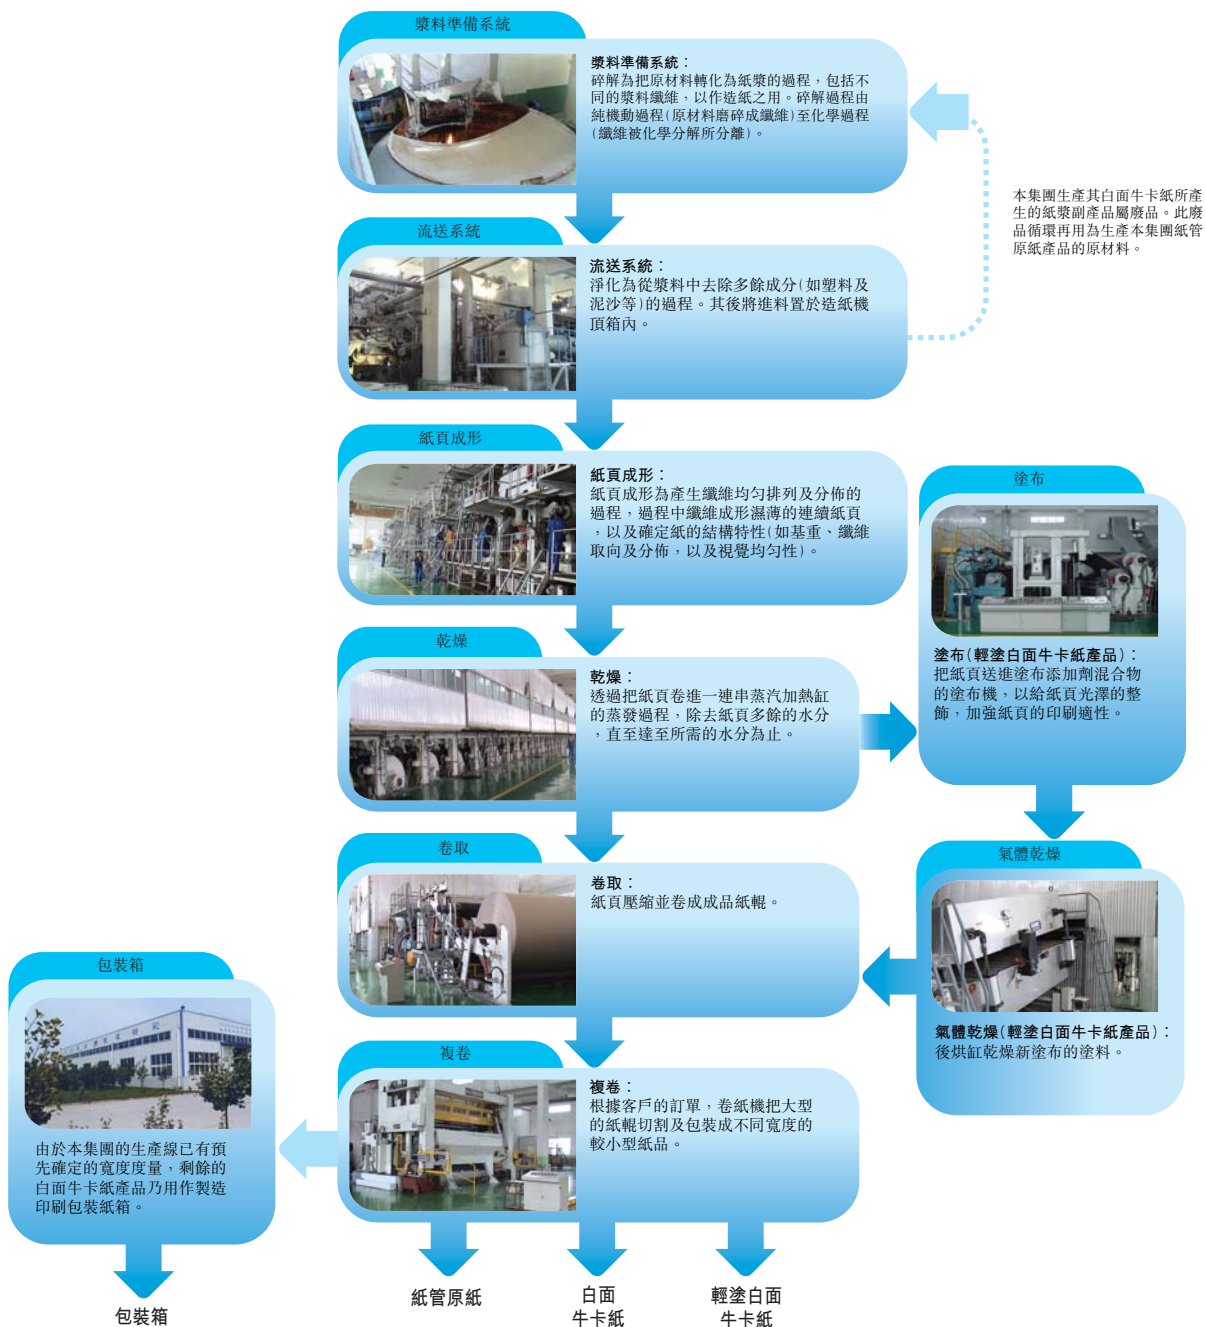 漿料準備系統
漿料準備系統：
碎解為把原材料轉化為紙漿的過程，包括不
同的漿料纖維，以作造紙之用。碎解過程由
純機動過程(原材料磨碎成纖維)至化學過程
(纖維被化學分解所分離)。
本集團生產其白面牛卡紙所產
生的紙漿副產品屬廢品。此廢
品循環再用為生產本集團紙管
原紙產品的原材料。
流送系統
流送系統：
淨化為從漿料中去除多餘成分(如塑料及
泥沙等)的過程。其後將進料置於造紙機
頂箱內。
紙頁成形
紙頁成形：
紙頁成形為產生纖維均勻排列及分佈的
過程，過程中纖維成形濕薄的連續紙頁
，以及確定紙的結構特性(如基重、纖維
取向及分佈，以及視覺均勻性)。
塗布
塗布(輕塗白面牛卡紙產品)：
把紙頁送進塗布添加劑混合物
的塗布機，以給紙頁光澤的整
飾，加強紙頁的印刷適性。
乾燥
乾燥：
透過把紙頁卷進一連串蒸汽加熱缸
的蒸發過程，除去紙頁多餘的水分
，直至達至所需的水分為止。
卷取
卷取：
紙頁壓縮並卷成成品紙輥。
氣體乾燥
氣體乾燥(輕塗白面牛卡紙產品)：
後烘缸乾燥新塗布的塗料。
複卷
複卷：
根據客戶的訂單，卷紙機把大型
的紙輥切割及包裝成不同寬度的
較小型紙品。
包裝箱
由於本集團的生產線已有預
先確定的寬度度量，剩餘的
白面牛卡紙產品乃用作製造
印刷包裝紙箱。
包裝箱
紙管原紙
白面
牛卡紙
輕塗白面
牛卡紙